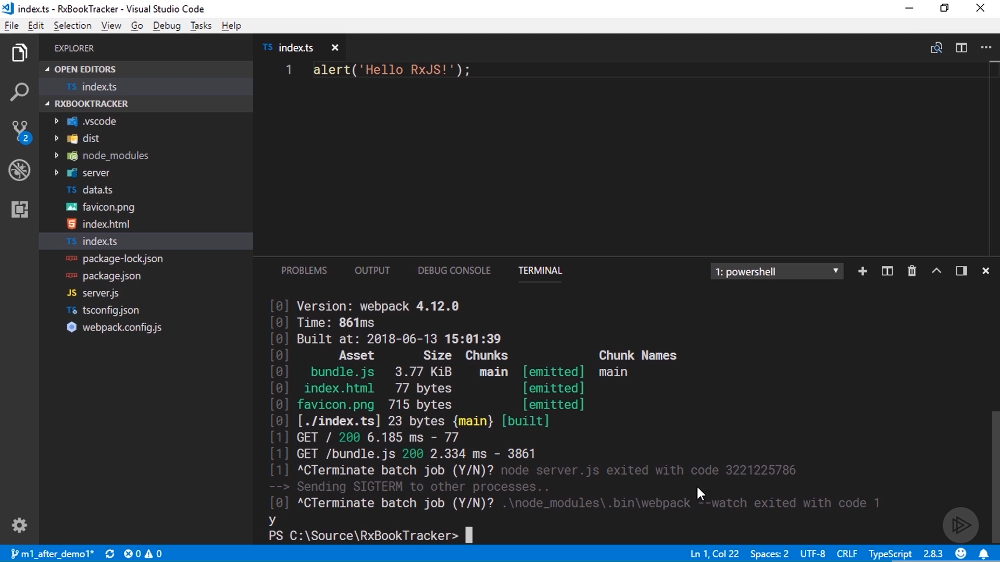 index.ts - RxBookTracker - Visual Studio Code
File Edit Selection View Go Debug Tasks Help
EXPLORER
OPEN EDITORS
TS index.ts
RXBOOKTRACKER
.vscode
dist
node_modules
server
TS data.ts
favicon.png
5 index.html
TS index.ts
npm package-lock.json
npm package.json
JS server.js
TS tsconfig.json
webpack.config.js
2
TS index.ts
1 alert('Hello RxJS!');
PROBLEMS OUTPUT DEBUG CONSOLE TERMINAL 1: powershell
[0] Version: webpack 4.12.0
[0] Time: 861ms
[0] Built at: 2018-06-13 15:01:39
[0] Asset Size Chunks Chunk Names
[0] bundle.js 3.77 KiB main [emitted] main
[0] index.html 77 bytes [emitted]
[0] favicon.png 715 bytes [emitted]
[0] [./index.ts] 23 bytes {main} [built]
[1] GET / 200 6.185 ms - 77
[1] GET /bundle.js 200 2.334 ms - 3861
[1] ^CTerminate batch job (Y/N)? node server.js exited with code 3221225786
--> Sending SIGTERM to other processes..
[0] ^CTerminate batch job (Y/N)? .\node_modules\.bin\webpack --watch exited with code 1
y
PS C:\Source\RxBookTracker>
m1_after_demo1* 0 0 Ln 1, Col 22 Spaces: 2 UTF-8 CRLF TypeScript 2.8.3